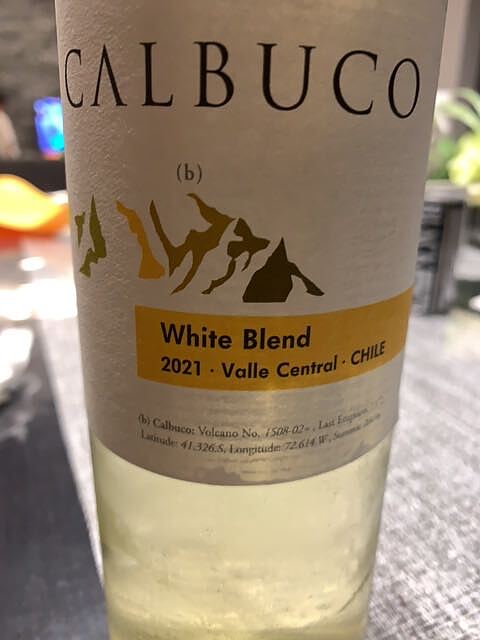 CALBUCO
(b)
White Blend
2021 · Valle Central · CHILE
(b) Calbuco: Volcano No. 1508-02=, Last Eruption:
Latitude: 41.326.S, Longitude: 72.614 W, Summit: